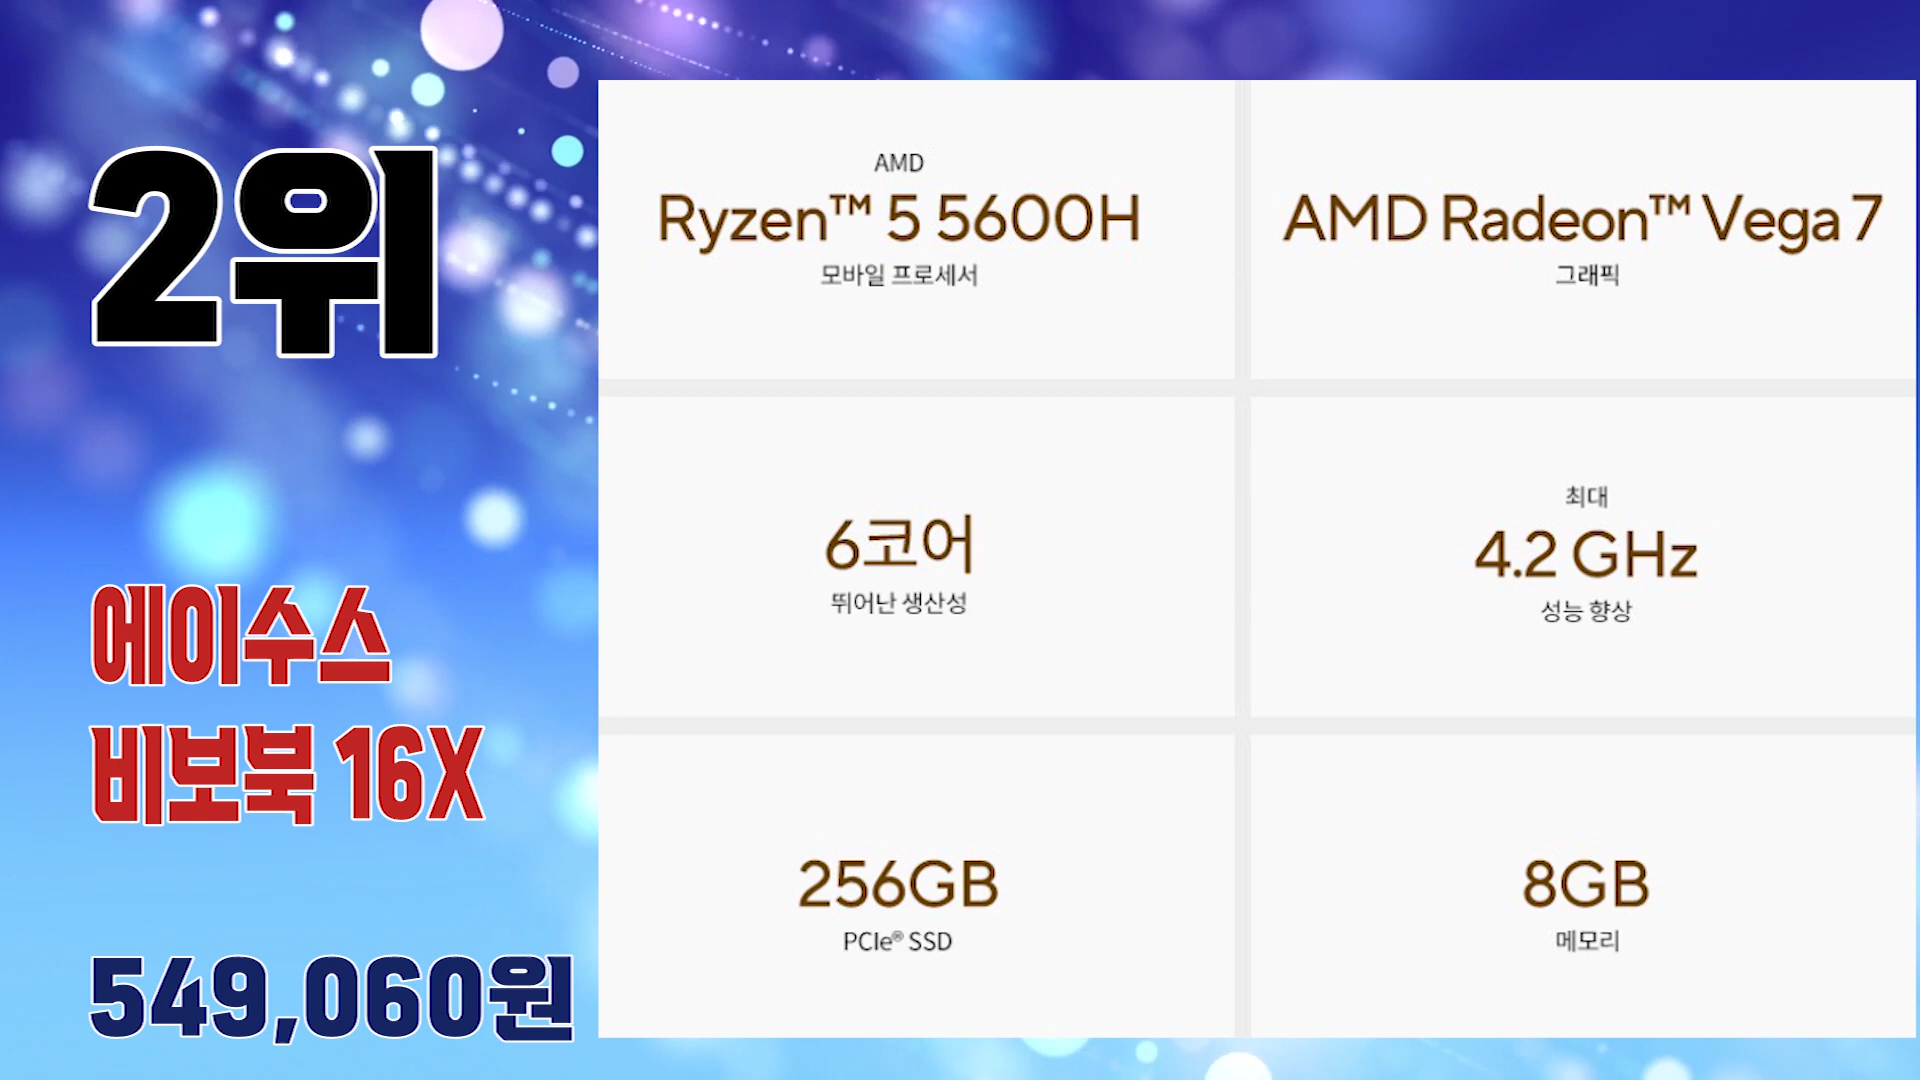 2위
에이수스
비보북 16X
549,060원
AMD
Ryzen™ 5 5600H
모바일 프로세서
AMD Radeon™ Vega 7
그래픽
6코어
뛰어난 생산성
최대
4.2 GHz
성능 향상
256GB
PCIe® SSD
8GB
메모리